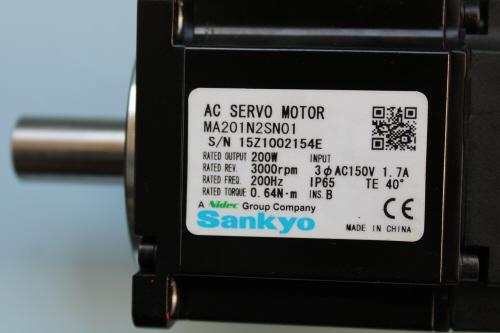 AC SERVO MOTOR
MA201N2SN01
S/N 15Z1002154E
RATED OUTPUT 200W INPUT
RATED REV. 3000rpm 3φAC150V 1.7A
RATED FREQ. 200Hz IP65 TE 40°
RATED TORQUE 0.64N·m INS.B
A Nidec Group Company
Sankyo
CE
MADE IN CHINA